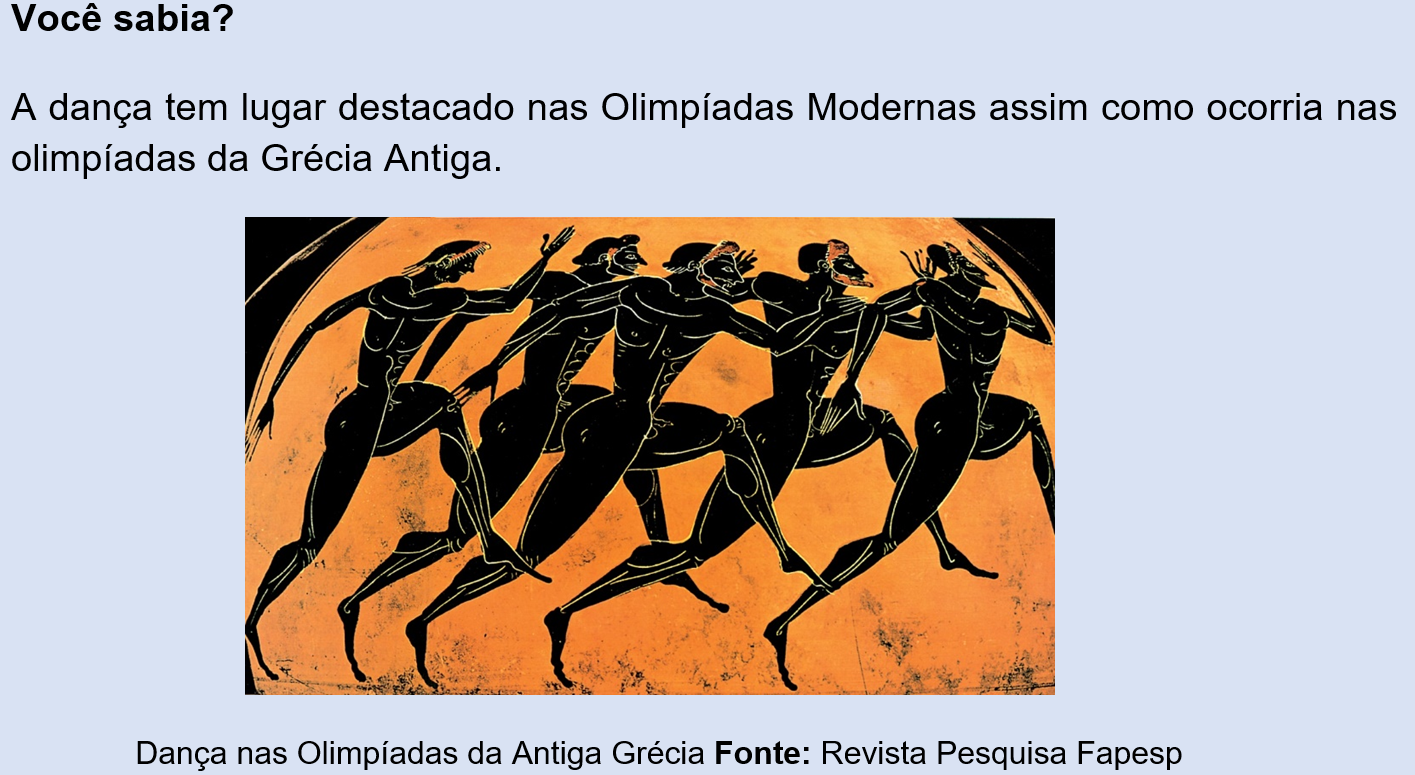 Você sabia?
A dança tem lugar destacado nas Olimpíadas Modernas assim como ocorria nas
olimpíadas da Grécia Antiga.
Dança nas Olimpíadas da Antiga Grécia Fonte: Revista Pesquisa Fapesp